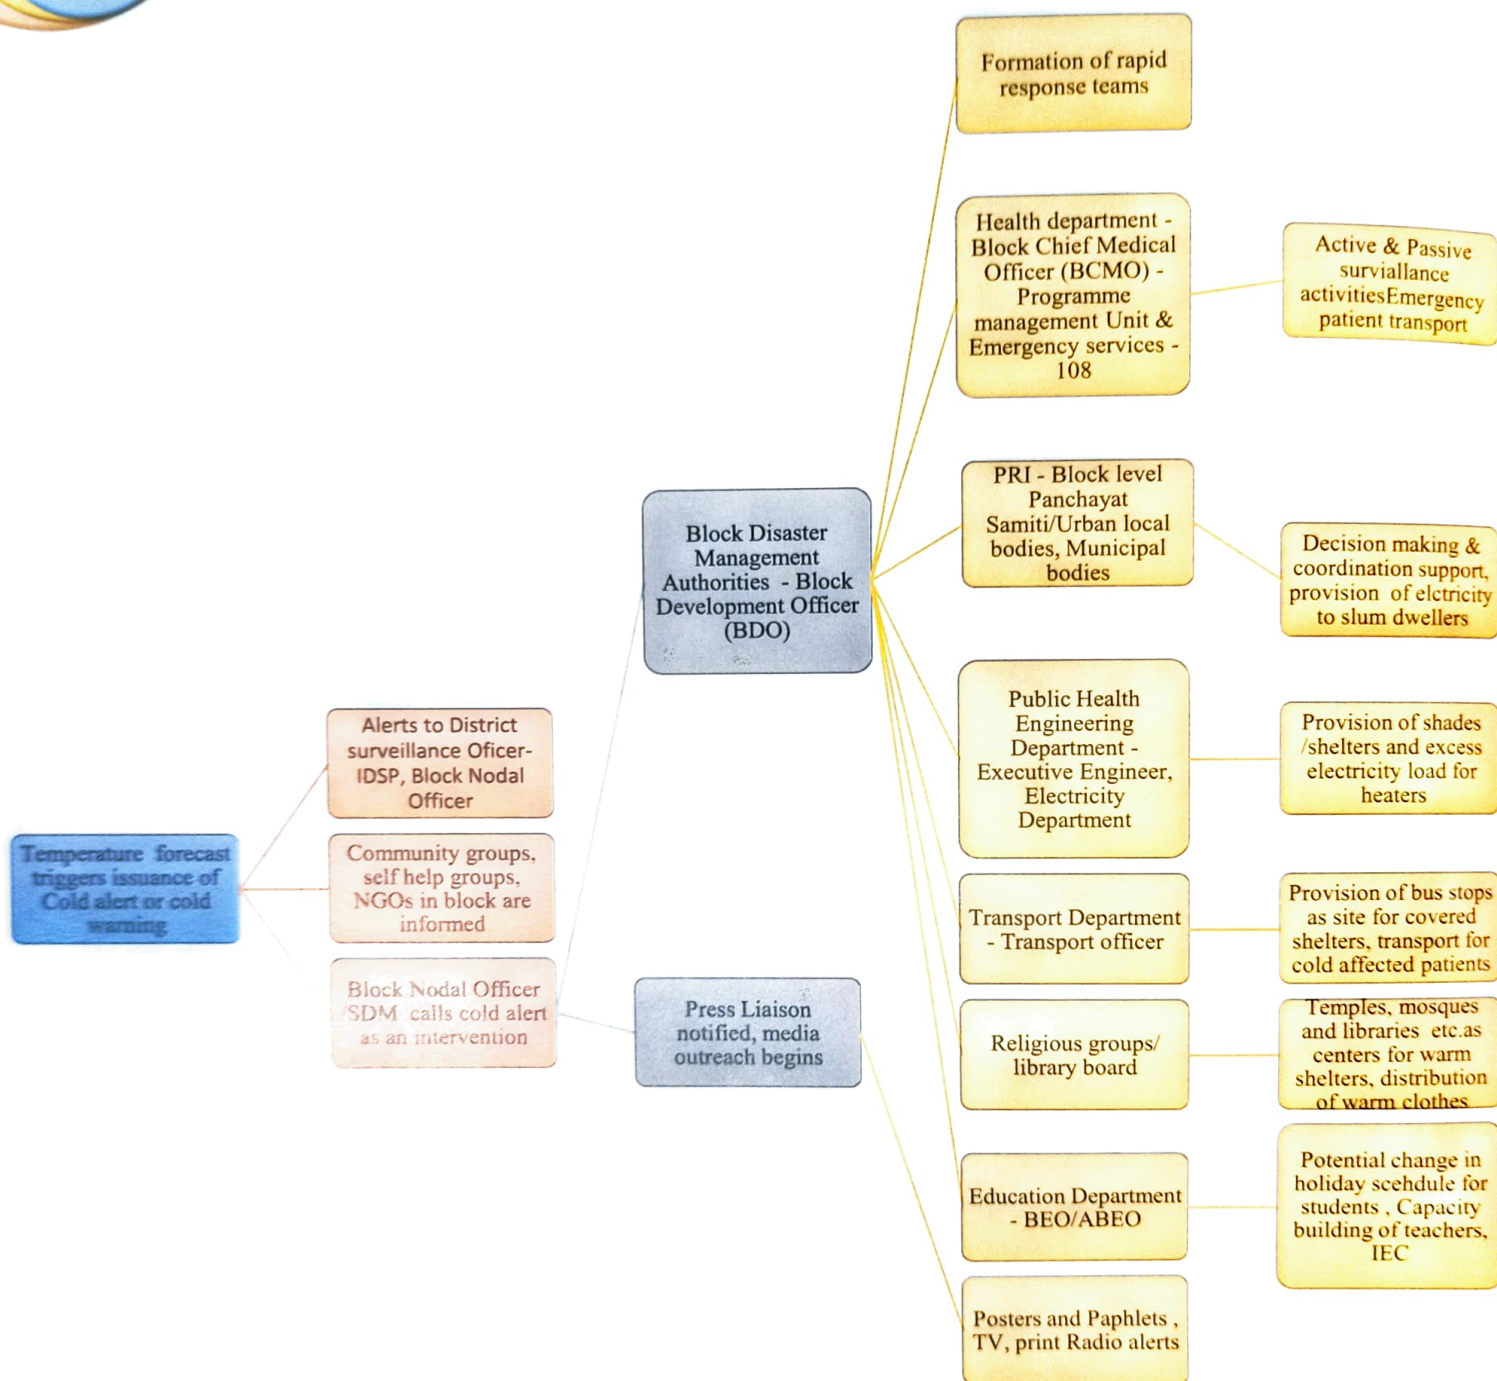 Temperature forecast
triggers issuance of
Cold alert or cold
warning
Alerts to District
surveillance Oficer-
IDSP, Block Nodal
Officer
Community groups,
self help groups,
NGOs in block are
informed
Block Nodal Officer
/SDM calls cold alert
as an intervention
Block Disaster
Management
Authorities - Block
Development Officer
(BDO)
Press Liaison
notified, media
outreach begins
Formation of rapid
response teams
Health department -
Block Chief Medical
Officer (BCMO) -
Programme
management Unit &
Emergency services -
108
Active & Passive
surviallance
activitiesEmergency
patient transport
PRI - Block level
Panchayat
Samiti/Urban local
bodies, Municipal
bodies
Decision making &
coordination support,
provision of elctricity
to slum dwellers
Public Health
Engineering
Department -
Executive Engineer,
Electricity
Department
Provision of shades
/shelters and excess
electricity load for
heaters
Transport Department
- Transport officer
Provision of bus stops
as site for covered
shelters, transport for
cold affected patients
Religious groups/
library board
Temples, mosques
and libraries etc.as
centers for warm
shelters, distribution
of warm clothes
Education Department
- BEO/ABEO
Potential change in
holiday scehdule for
students , Capacity
building of teachers,
IEC
Posters and Paphlets ,
TV, print Radio alerts